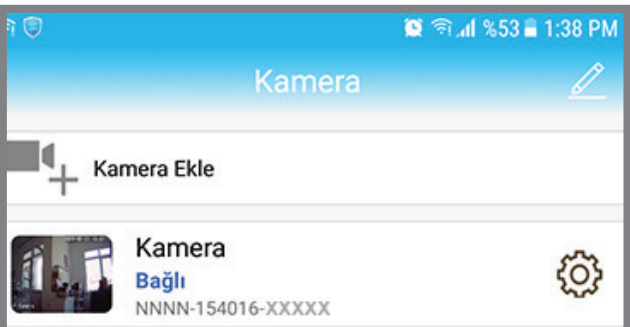 %53 1:38 PM
Kamera
Kamera Ekle
Kamera
Bağlı
NNNN-154016-XXXXX